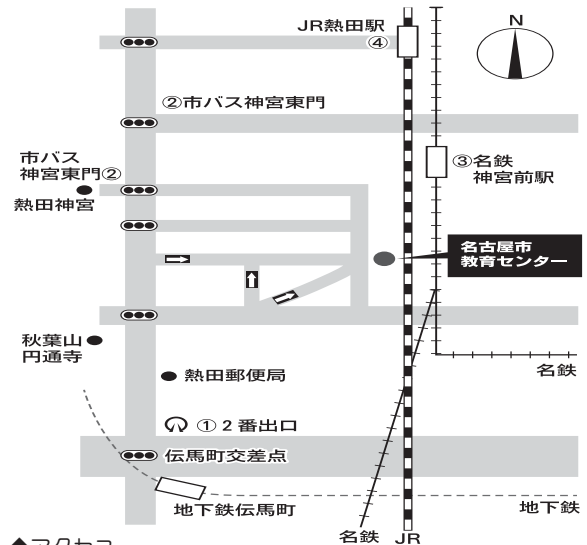 JR熱田駅
④
N
②市バス神宮東門
市バス
神宮東門②
熱田神宮
③名鉄
神宮前駅
名古屋市
教育センター
秋葉山
円通寺
名鉄
熱田郵便局
①２番出口
伝馬町交差点
地下鉄伝馬町
地下鉄
名鉄
JR
◆アクセス